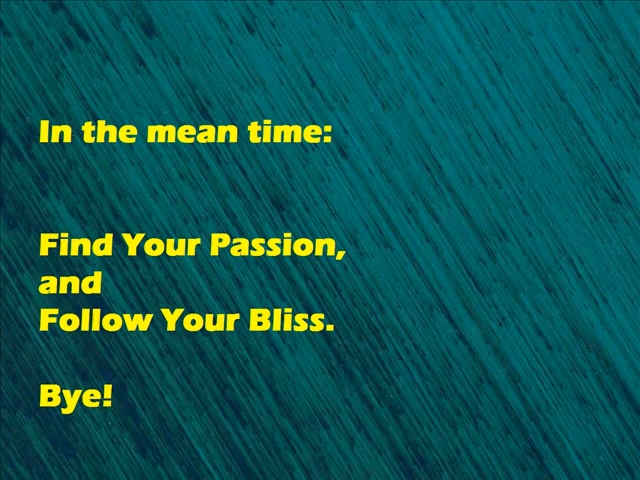 In the mean time:
Find Your Passion,
and
Follow Your Bliss.
Bye!